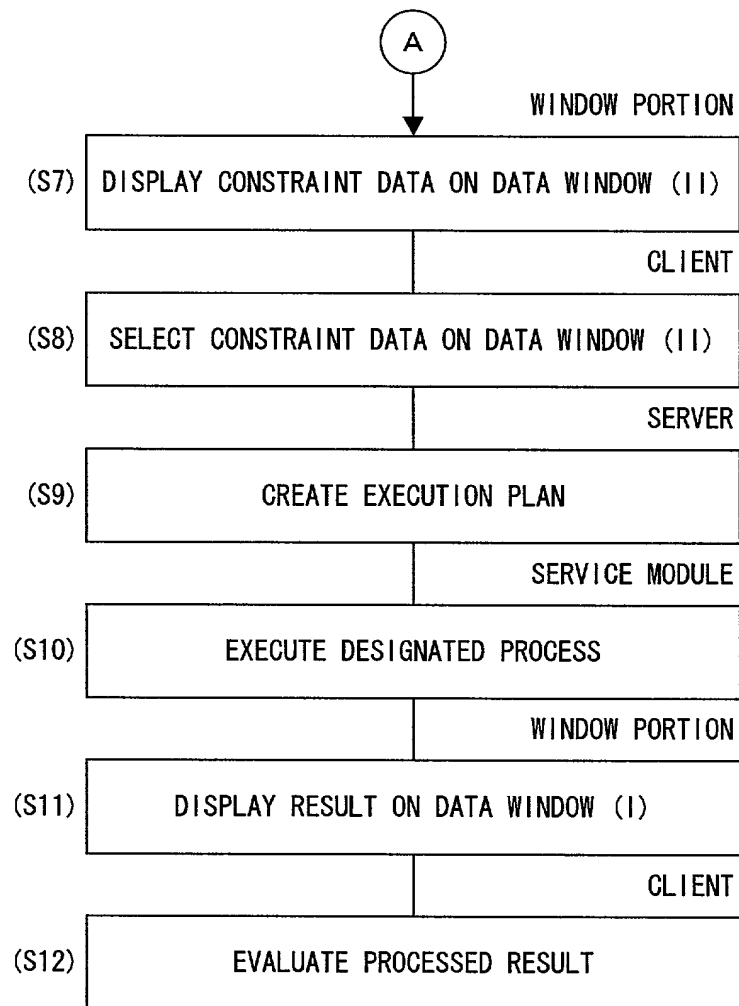 A
WINDOW PORTION
(S7) DISPLAY CONSTRAINT DATA ON DATA WINDOW (II)
CLIENT
(S8) SELECT CONSTRAINT DATA ON DATA WINDOW (II)
SERVER
(S9) CREATE EXECUTION PLAN
SERVICE MODULE
(S10) EXECUTE DESIGNATED PROCESS
WINDOW PORTION
(S11) DISPLAY RESULT ON DATA WINDOW (I)
CLIENT
(S12) EVALUATE PROCESSED RESULT